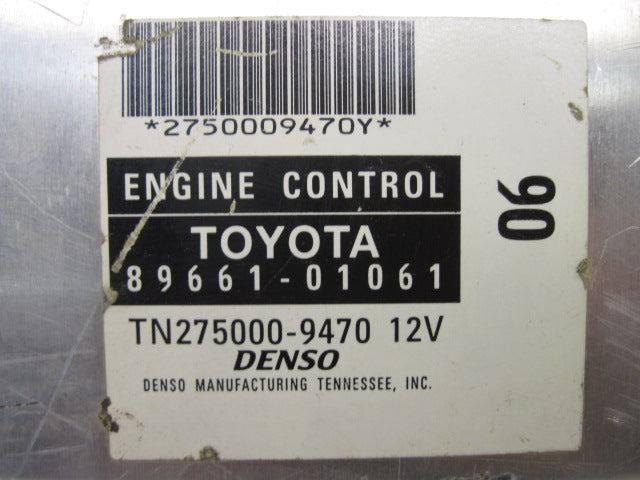 *2750009470Y*
ENGINE CONTROL
TOYOTA
89661-01061
TN275000-9470 12V
DENSO
DENSO MANUFACTURING TENNESSEE, INC.
06